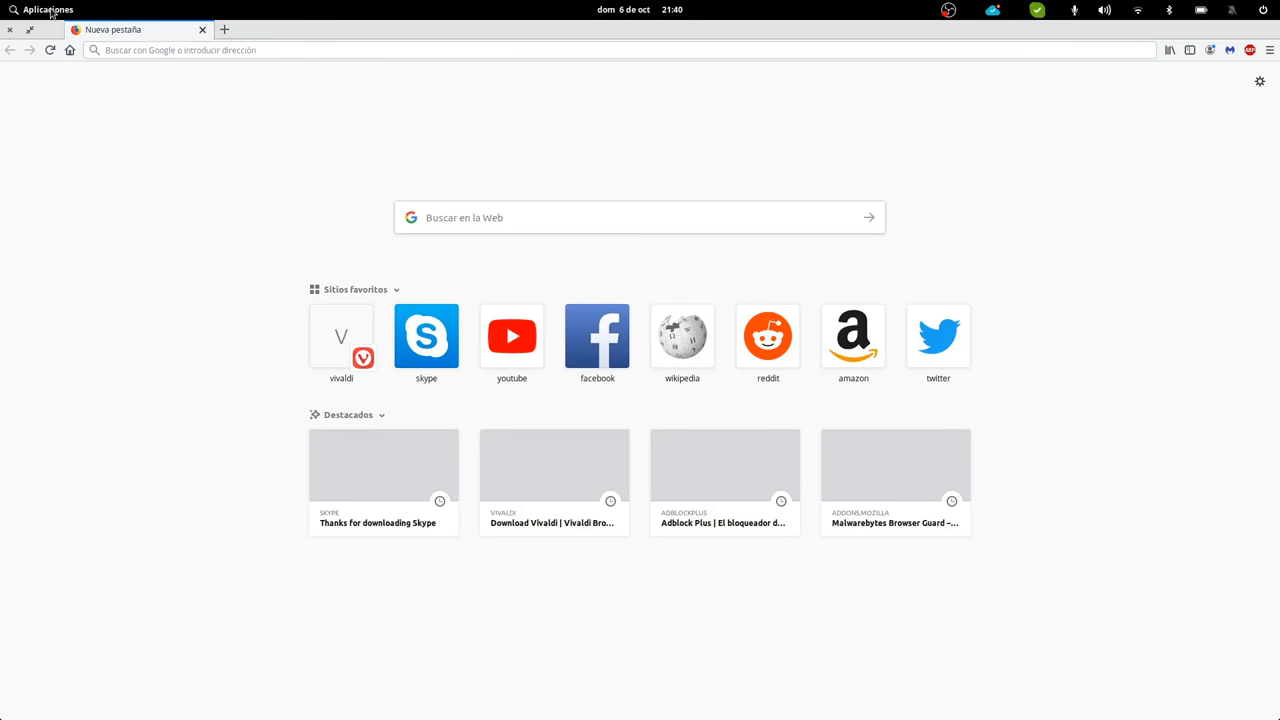 Aplicaciones
dom 6 de oct 21:40
Nueva pestaña
Buscar con Google o introducir dirección
ABP
Buscar en la Web
Sitios favoritos
V
vivaldi
skype
youtube
facebook
wikipedia
reddit
amazon
twitter
Destacados
SKYPE
Thanks for downloading Skype
VIVALDI
Download Vivaldi | Vivaldi Bro...
ADBLOCKPLUS
Adblock Plus | El bloqueador d...
ADDONS.MOZILLA
Malwarebytes Browser Guard –...